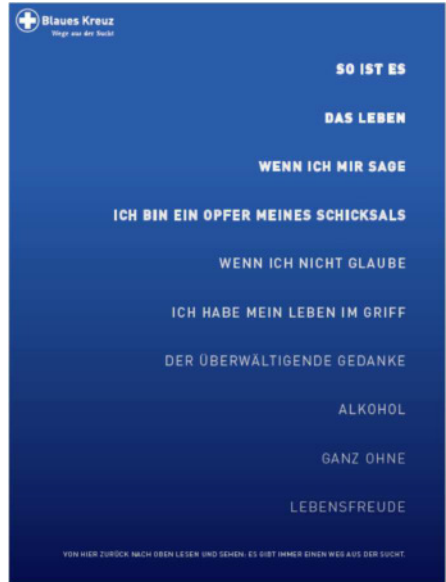 Blaues Kreuz
Wege aus der Sucht
SO IST ES
DAS LEBEN
WENN ICH MIR SAGE
ICH BIN EIN OPFER MEINES SCHICKSALS
WENN ICH NICHT GLAUBE
ICH HABE MEIN LEBEN IM GRIFF
DER ÜBERWÄLTIGENDE GEDANKE
ALKOHOL
GANZ OHNE
LEBENSFREUDE
VON HIER ZURÜCK NACH OBEN LESEN UND SEHEN: ES GIBT IMMER EINEN WEG AUS DER SUCHT.